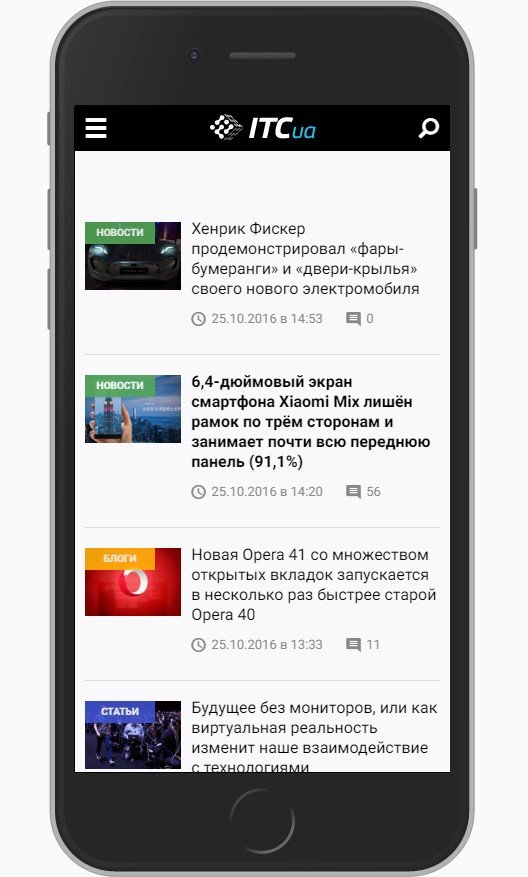 ITC ua
НОВОСТИ
Хенрик Фискер
продемонстрировал «фары-
бумеранги» и «двери-крылья»
своего нового электромобиля
25.10.2016 в 14:53 0
НОВОСТИ
6,4-дюймовый экран
смартфона Xiaomi Mix лишён
рамок по трём сторонам и
занимает почти всю переднюю
панель (91,1%)
25.10.2016 в 14:20 56
БЛОГИ
Новая Opera 41 со множеством
открытых вкладок запускается
в несколько раз быстрее старой
Opera 40
25.10.2016 в 13:33 11
СТАТЬИ
Будущее без мониторов, или как
виртуальная реальность
изменит наше взаимодействие
с технологиями